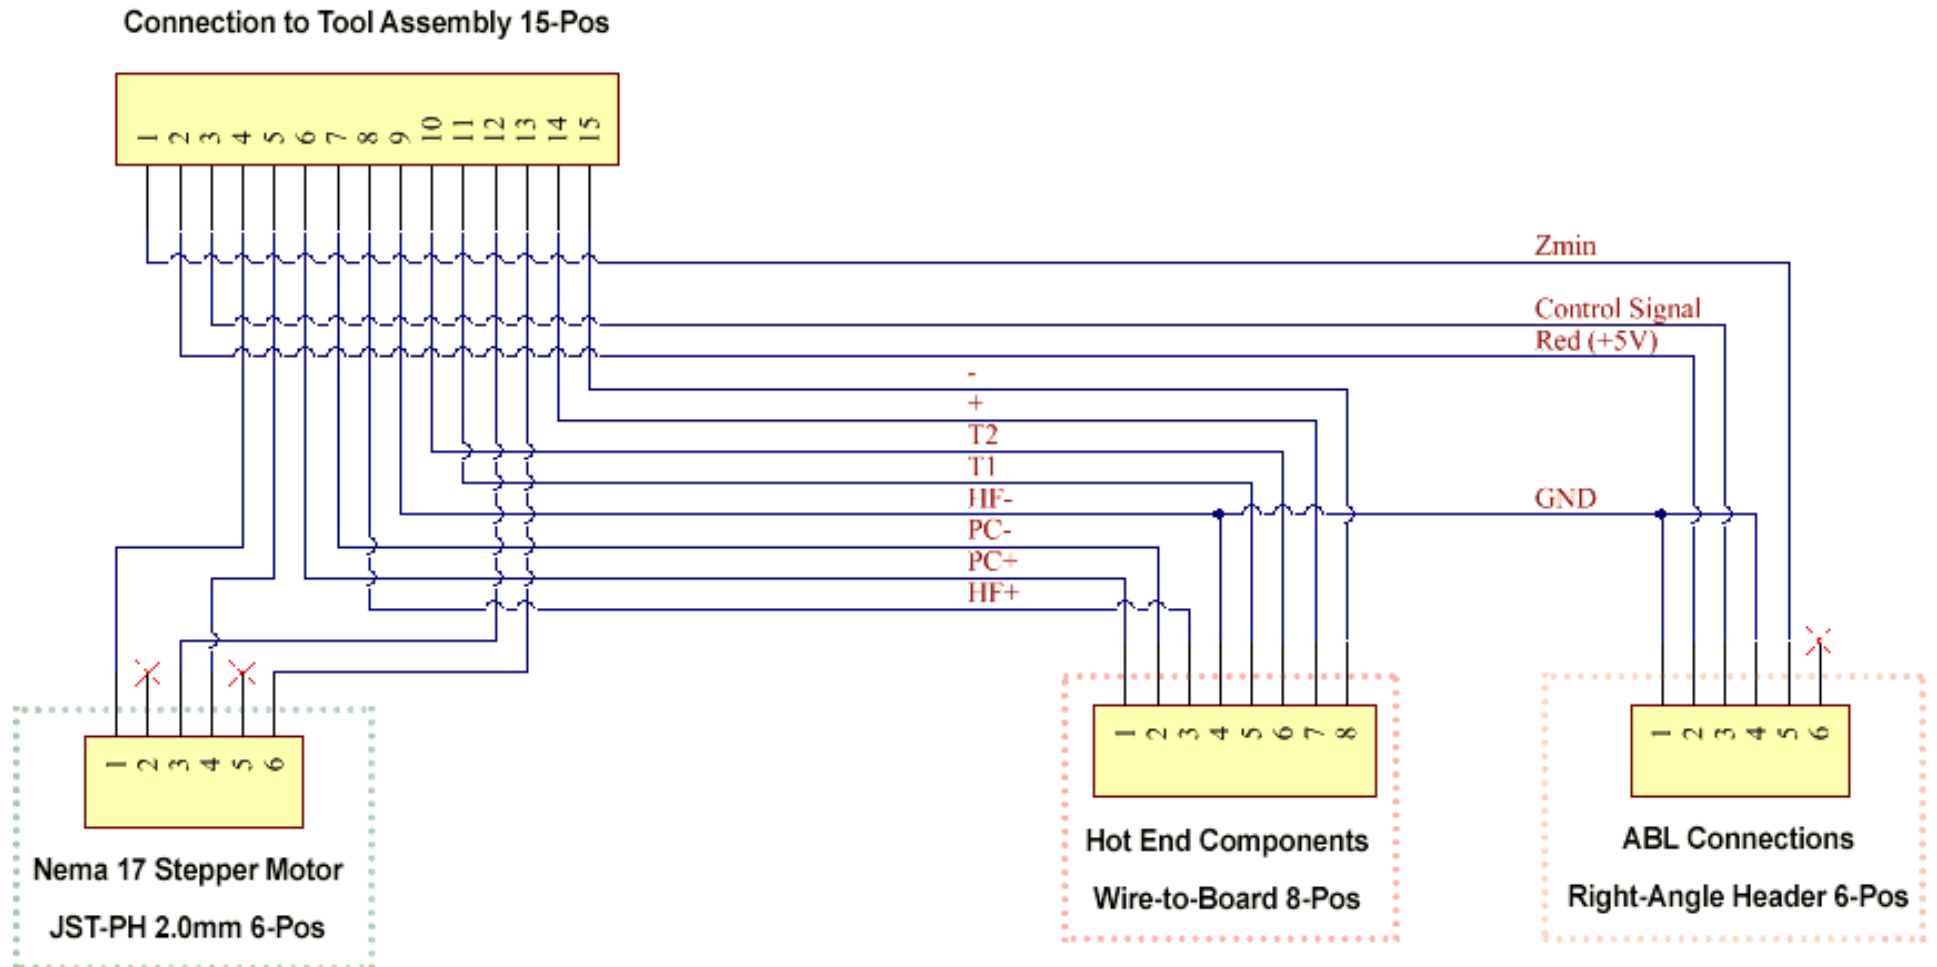 Connection to Tool Assembly 15-Pos
1 2 3 4 5 6 7 8 9 10 11 12 13 14 15
Zmin
Control Signal
Red (+5V)
-
+
T2
T1
HF-
GND
PC-
PC+
HF+
1 2 3 4 5 6
1 2 3 4 5 6 7 8
1 2 3 4 5 6
Nema 17 Stepper Motor
JST-PH 2.0mm 6-Pos
Hot End Components
Wire-to-Board 8-Pos
ABL Connections
Right-Angle Header 6-Pos